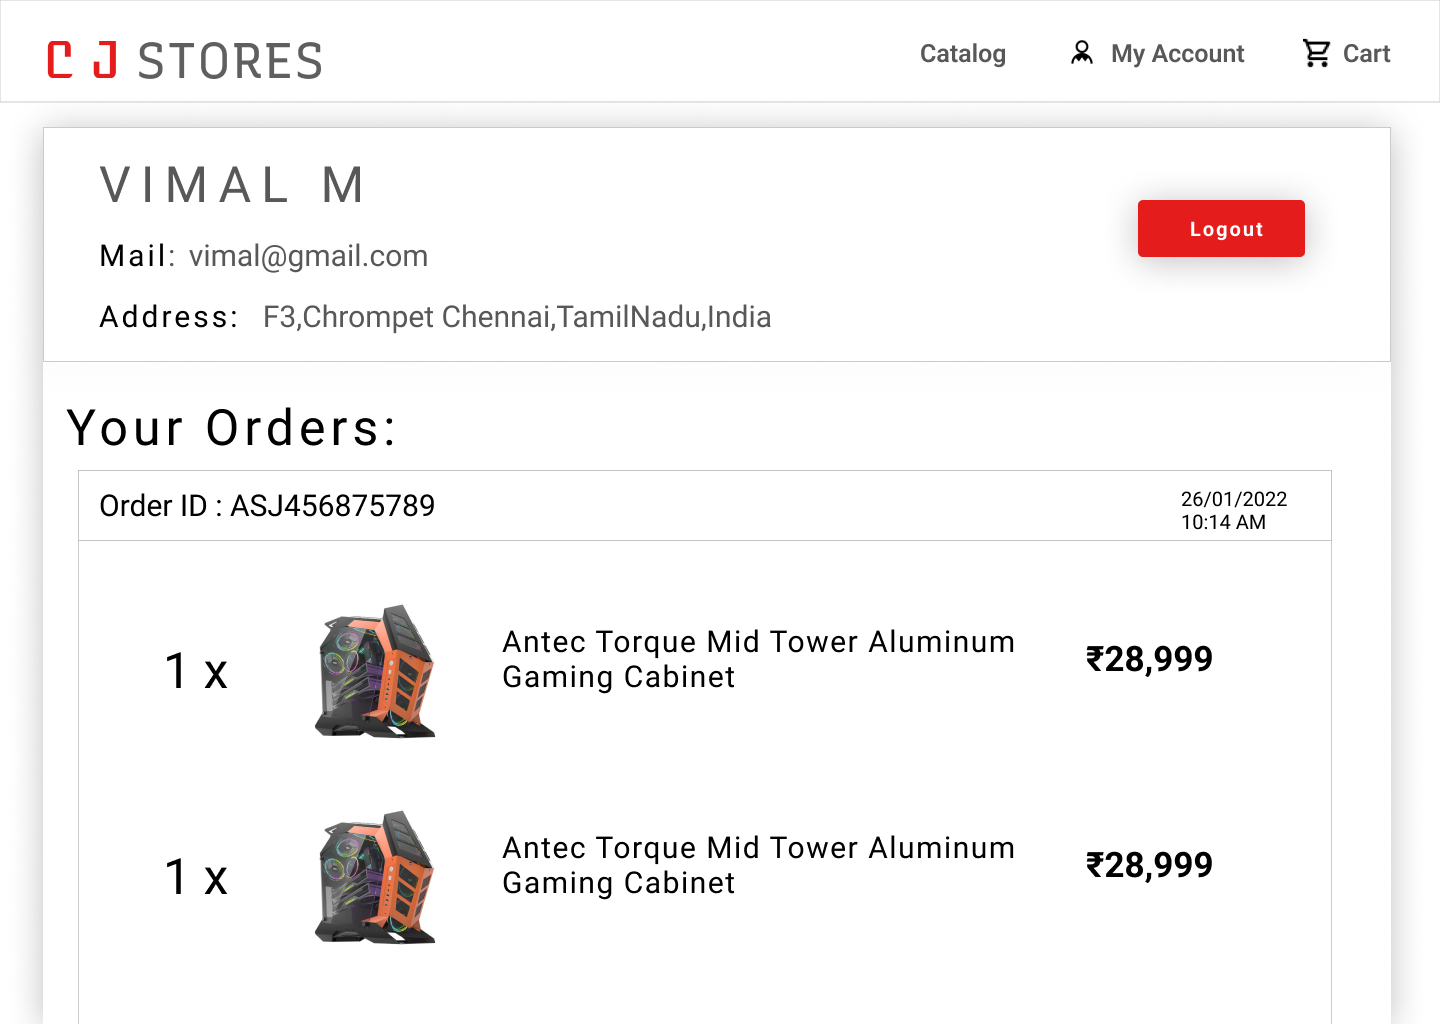 C J STORES
Catalog
My Account
Cart
VIMAL M
Logout
Mail: vimal@gmail.com
Address: F3,Chrompet Chennai,TamilNadu,India
Your Orders:
Order ID : ASJ456875789
26/01/2022
10:14 AM
1 x
Antec Torque Mid Tower Aluminum
Gaming Cabinet
₹28,999
1 x
Antec Torque Mid Tower Aluminum
Gaming Cabinet
₹28,999